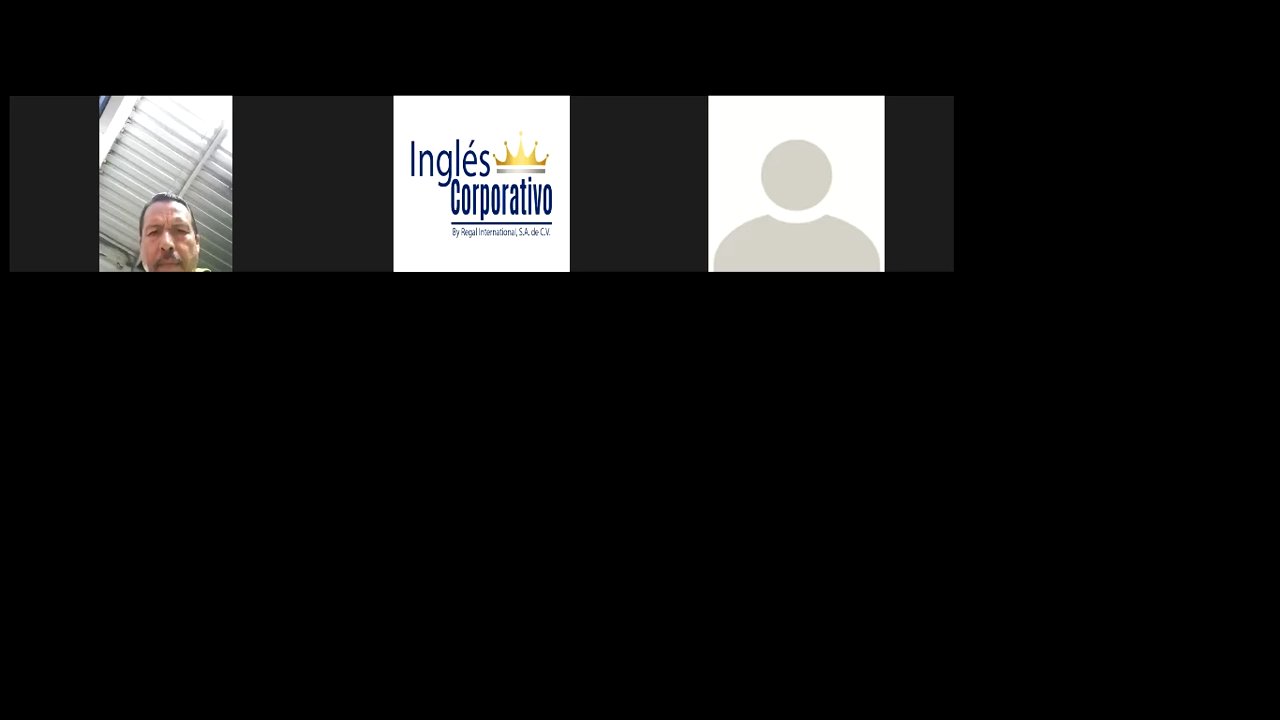 Inglés
Corporativo
By Regal International, S.A. de C.V.